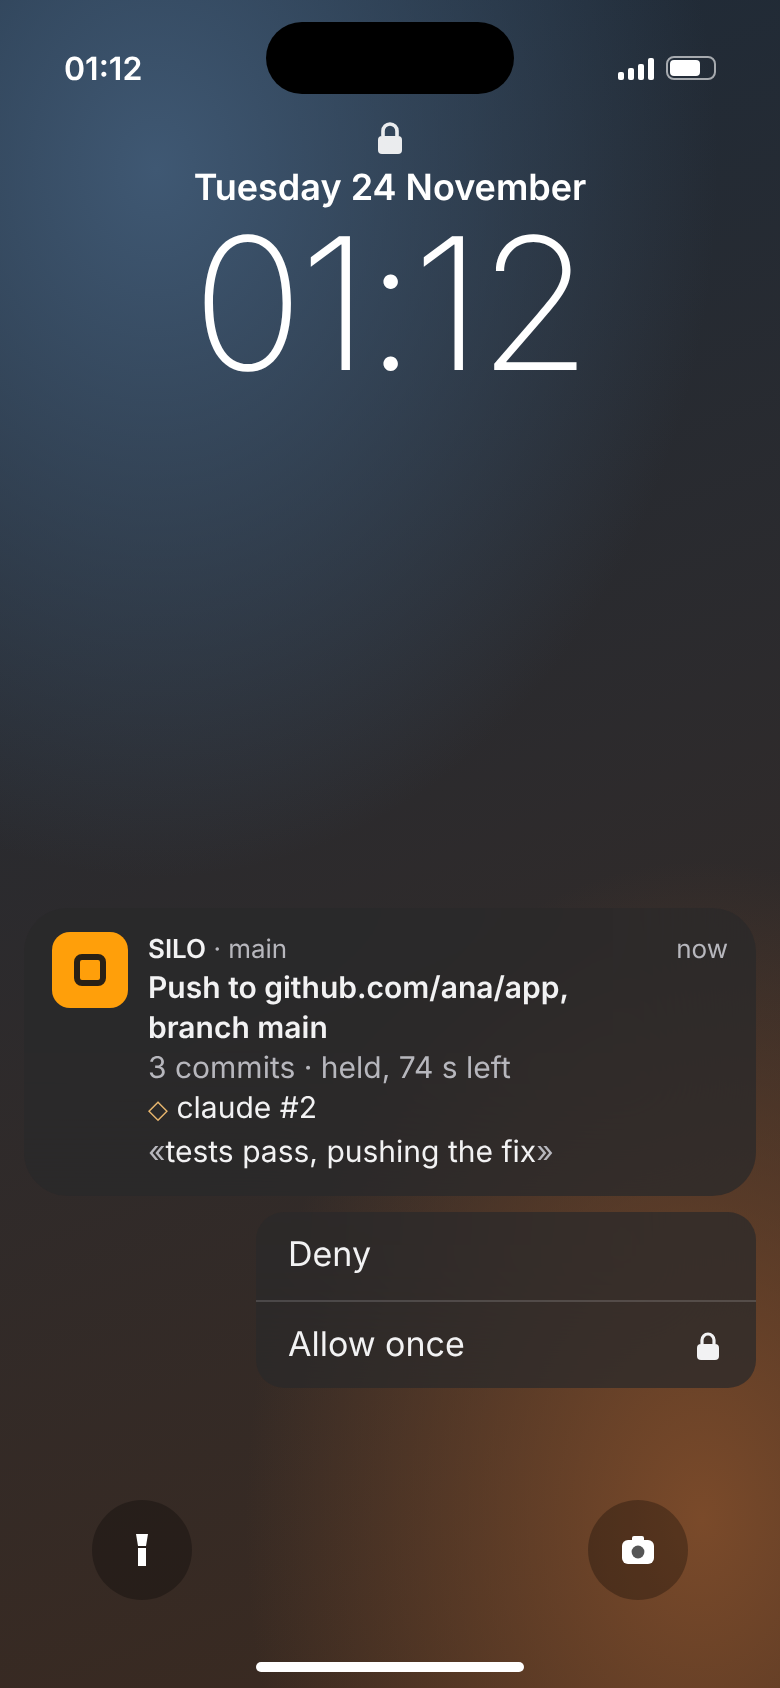 01:12
Tuesday 24 November
01:12
SILO · main now
Push to github.com/ana/app,
branch main
3 commits · held, 74 s left
◇ claude #2
«tests pass, pushing the fix»
Deny
Allow once